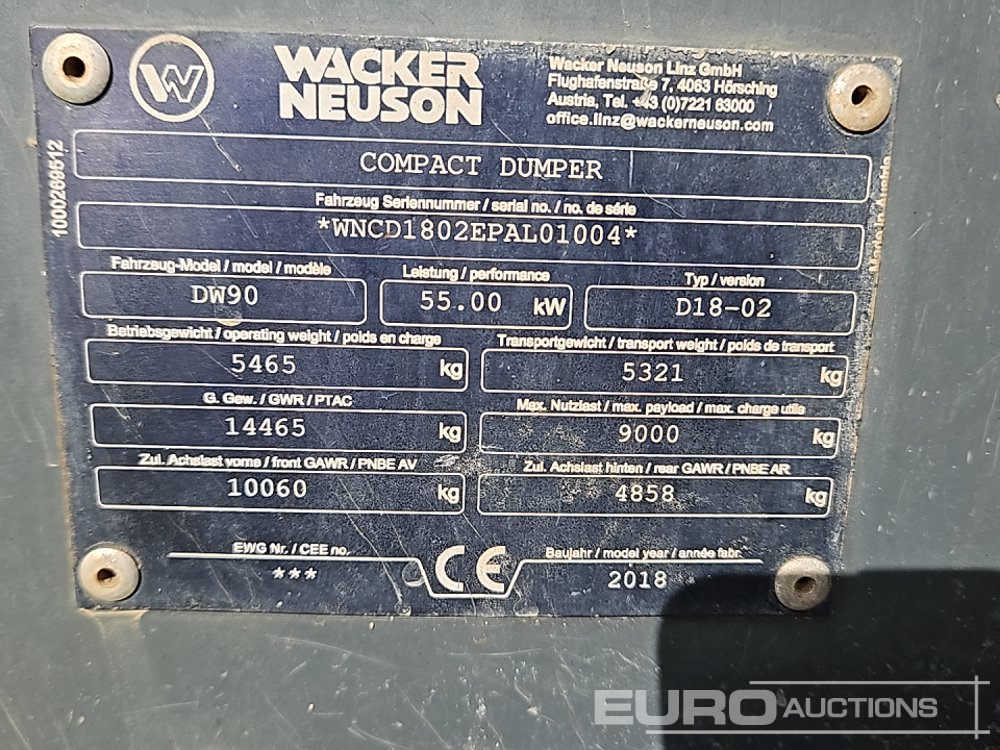 WACKER
NEUSON
Wacker Neuson Linz GmbH
Flughafenstraße 7, 4063 Hörsching
Austria, Tel. +43 (0)7221 63000
office.linz@wackerneuson.com
1000269512
COMPACT DUMPER
Made in Austria
Fahrzeug Seriennummer / serial no. / no. de série
*WNCD1802EPAL01004*
Fahrzeug-Model / model / modèle
DW90
Leistung / performance
55.00 kW
Typ / version
D18-02
Betriebsgewicht / operating weight / poids en charge
5465 kg
Transportgewicht / transport weight / poids de transport
5321 kg
G. Gew. / GWR / PTAC
14465 kg
Max. Nutzlast / max. payload / max. charge utile
9000 kg
Zul. Achslast vorne / front GAWR / PNBE AV
10060 kg
Zul. Achslast hinten / rear GAWR / PNBE AR
4858 kg
EWG Nr. / CEE no.
***
CE
Baujahr / model year / année fabr.
2018
EURO AUCTIONS